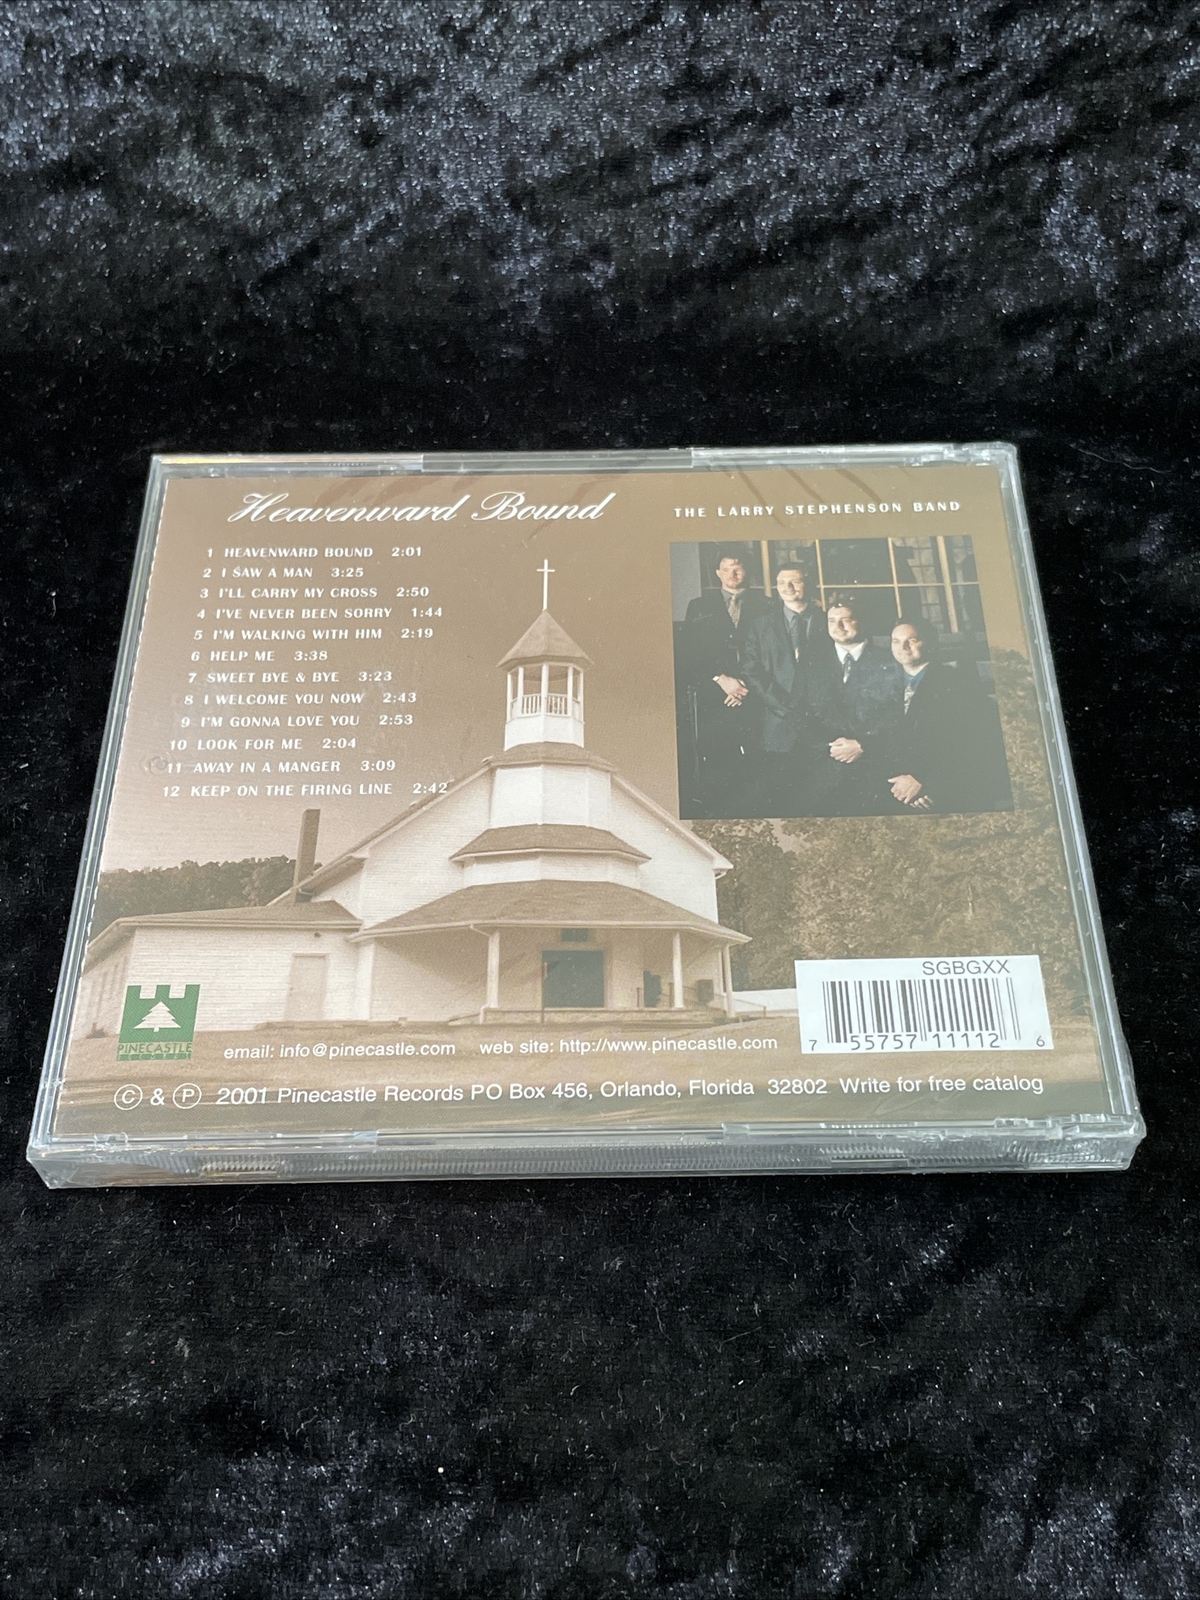 Heavenward Bound
THE LARRY STEPHENSON BAND
1 HEAVENWARD BOUND 2:01
2 I SAW A MAN 3:25
3 I'LL CARRY MY CROSS 2:50
4 I'VE NEVER BEEN SORRY 1:44
5 I'M WALKING WITH HIM 2:19
6 HELP ME 3:38
7 SWEET BYE & BYE 3:23
8 I WELCOME YOU NOW 2:43
9 I'M GONNA LOVE YOU 2:53
10 LOOK FOR ME 2:04
11 AWAY IN A MANGER 3:09
12 KEEP ON THE FIRING LINE 2:42
SGBGXX
7 55757 11112 6
PINECASTLE
RECORDS
email: info@pinecastle.com web site: http://www.pinecastle.com
Ⓒ & Ⓟ 2001 Pinecastle Records PO Box 456, Orlando, Florida 32802 Write for free catalog